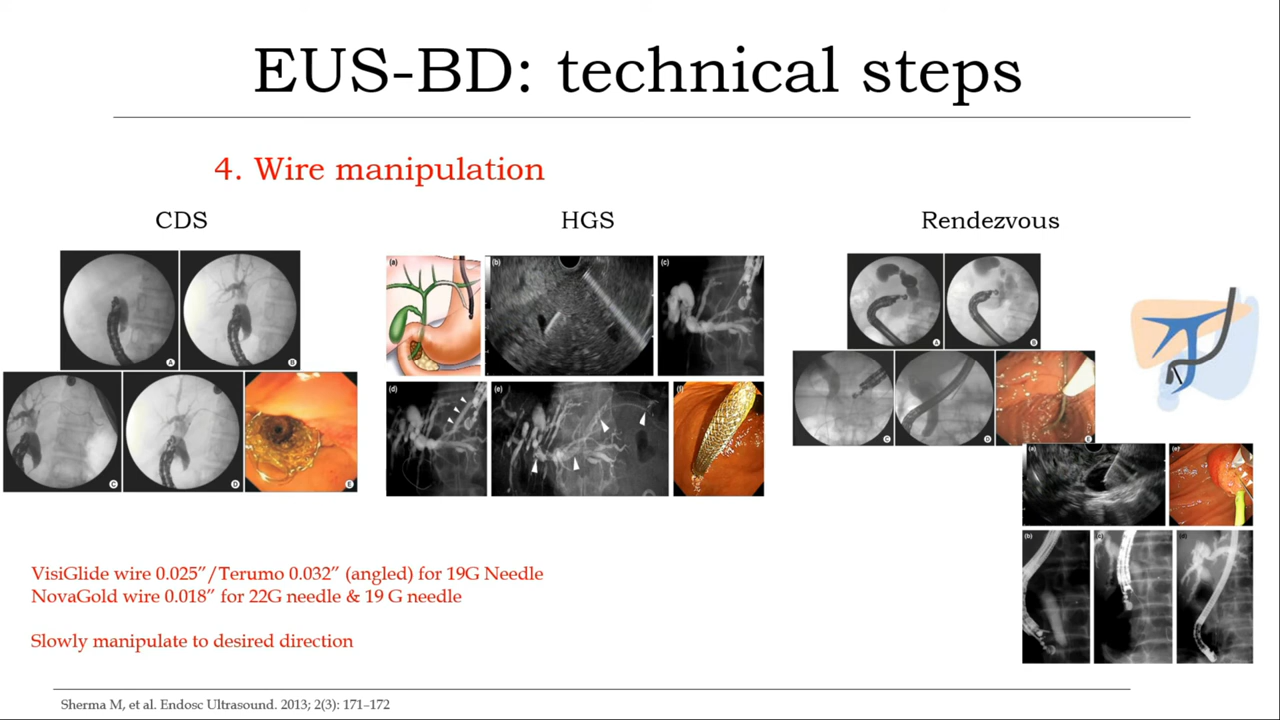 EUS-BD: technical steps
4. Wire manipulation
CDS
HGS
Rendezvous
A
B
C
D
E
(a)
(b)
(c)
(d)
(e)
(f)
A
B
C
D
E
(a)
(e)
(b)
(c)
(d)
VisiGlide wire 0.025”/Terumo 0.032” (angled) for 19G Needle
NovaGold wire 0.018” for 22G needle & 19 G needle
Slowly manipulate to desired direction
Sherma M, et al. Endosc Ultrasound. 2013; 2(3): 171–172